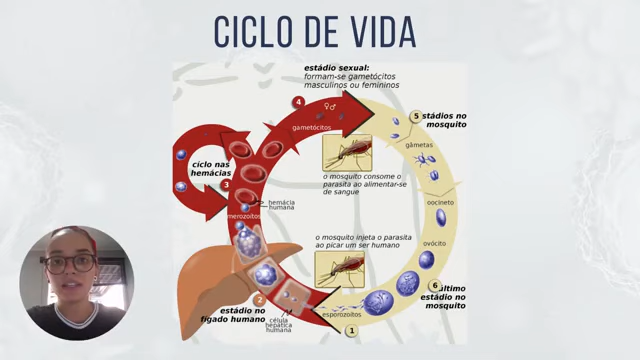 CICLO DE VIDA
estádio sexual:
formam-se gametócitos
masculinos ou femininos
4
♀♂
gametócitos
5
stádios no
mosquito
gâmetas
ciclo nas
hemácias
3
o mosquito consome o
parasita ao alimentar-se
de sangue
hemácia
humana
merozoítos
oocineto
o mosquito injeta o parasita
ao picar um ser humano
ovócito
6
último
estádio no
mosquito
2
estádio no
fígado humano
célula
hepática
humana
esporozoítos
1